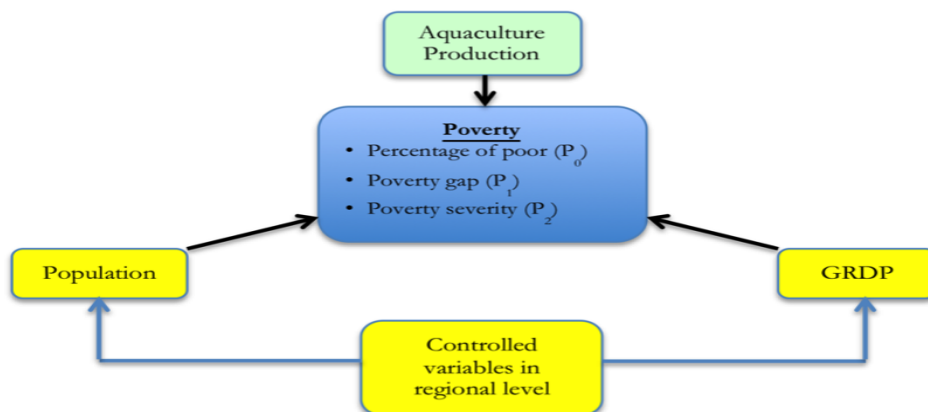 Aquaculture
Production
Poverty
• Percentage of poor (P₀)
• Poverty gap (P₁)
• Poverty severity (P₂)
Population
GRDP
Controlled
variables in
regional level